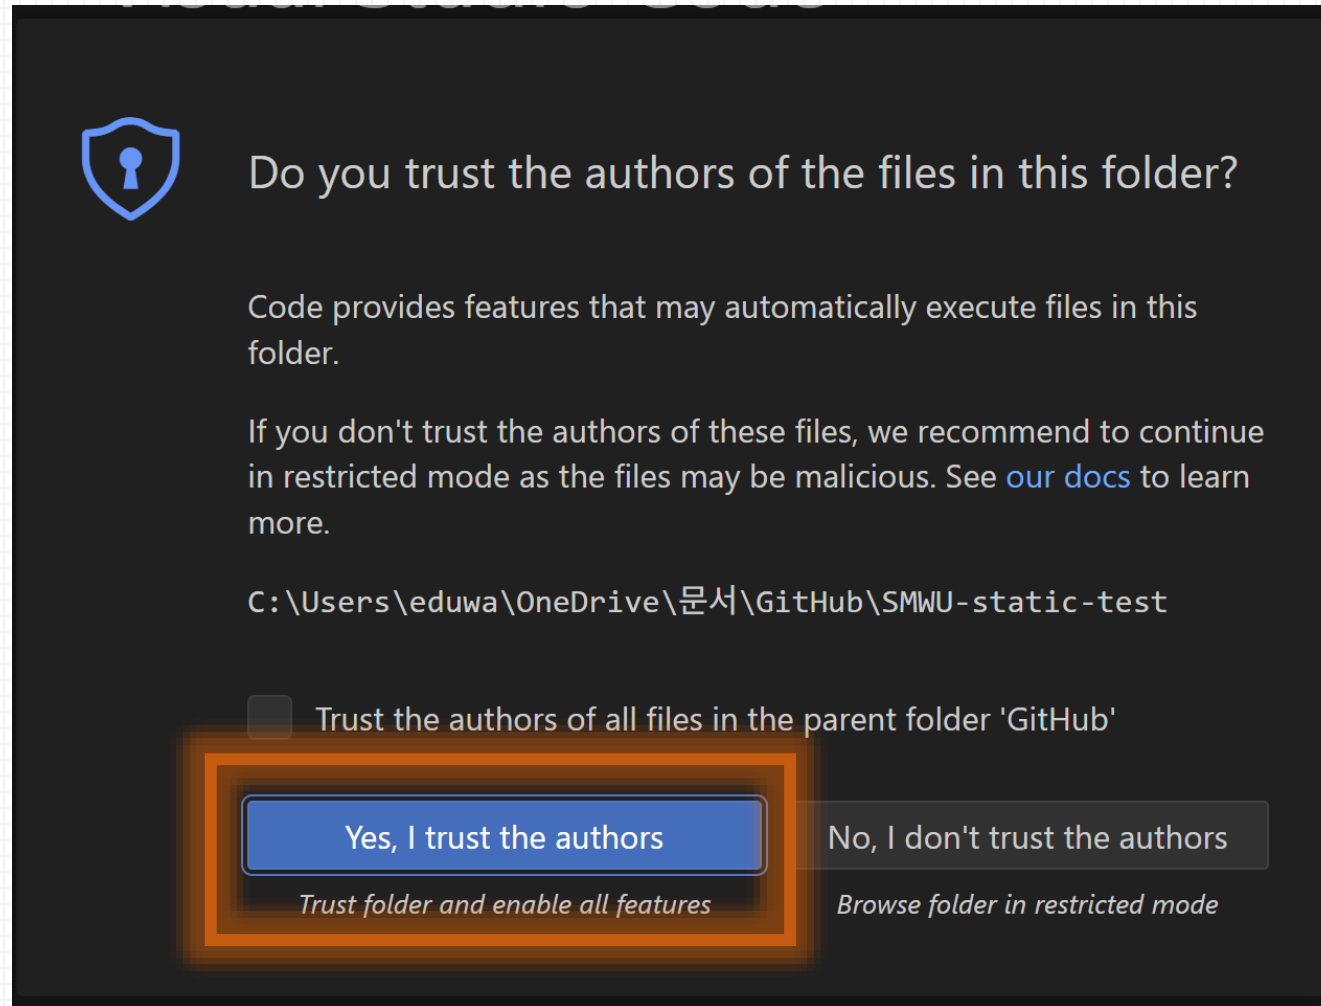 Do you trust the authors of the files in this folder?
Code provides features that may automatically execute files in this
folder.
If you don't trust the authors of these files, we recommend to continue
in restricted mode as the files may be malicious. See our docs to learn
more.
C:\Users\eduwa\OneDrive\문서\GitHub\SMWU-static-test
Trust the authors of all files in the parent folder 'GitHub'
Yes, I trust the authors
No, I don't trust the authors
Trust folder and enable all features
Browse folder in restricted mode